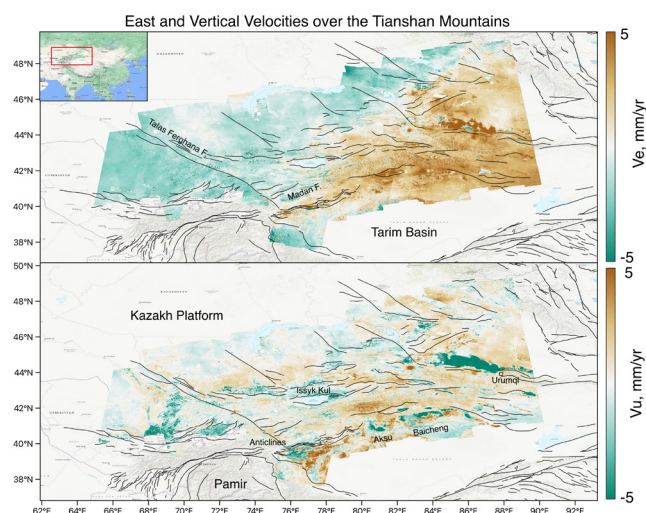 East and Vertical Velocities over the Tianshan Mountains
48°N
46°N
44°N
42°N
40°N
38°N
KAZAKHSTAN
Talas Ferghana F.
Madan F.
Tarim Basin
5
Ve, mm/yr
-5
50°N
48°N
46°N
44°N
42°N
40°N
38°N
Kazakh Platform
Issyk Kul
Urumqi
Anticlines
Aksu
Baicheng
Pamir
5
Vu, mm/yr
-5
62°E 64°E 66°E 68°E 70°E 72°E 74°E 76°E 78°E 80°E 82°E 84°E 86°E 88°E 90°E 92°E